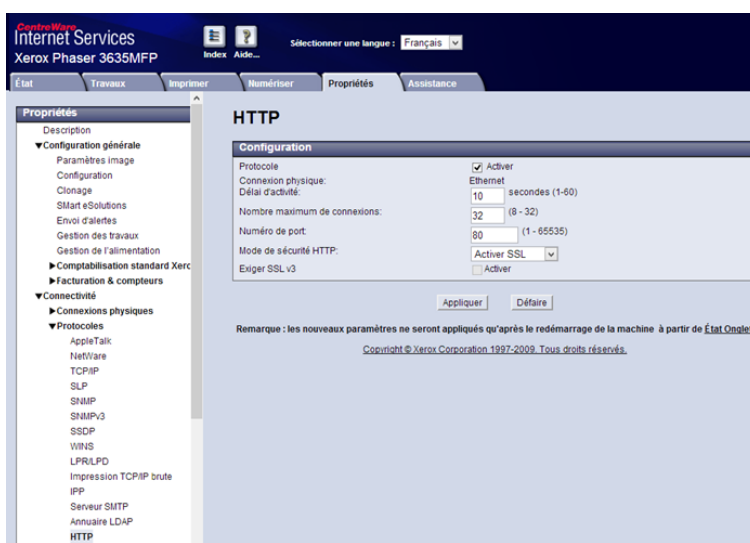 CentreWare
Internet Services
Xerox Phaser 3635MFP
Index
Aide...
Sélectionner une langue :
Français
État
Travaux
Imprimer
Numériser
Propriétés
Assistance
Propriétés
Description
Configuration générale
Paramètres image
Configuration
Clonage
SMart eSolutions
Envoi d'alertes
Gestion des travaux
Gestion de l'alimentation
Comptabilisation standard Xerc
Facturation & compteurs
Connectivité
Connexions physiques
Protocoles
AppleTalk
NetWare
TCP/IP
SLP
SNMP
SNMPv3
SSDP
WINS
LPR/LPD
Impression TCP/IP brute
IPP
Serveur SMTP
Annuaire LDAP
HTTP
HTTP
Configuration
Protocole Activer
Connexion physique: Ethernet
Délai d'activité: 10 secondes (1-60)
Nombre maximum de connexions: 32 (8 - 32)
Numéro de port: 80 (1 - 65535)
Mode de sécurité HTTP: Activer SSL
Exiger SSL v3 Activer
Appliquer Défaire
Remarque : les nouveaux paramètres ne seront appliqués qu'après le redémarrage de la machine à partir de État Ongle
Copyright © Xerox Corporation 1997-2009. Tous droits réservés.